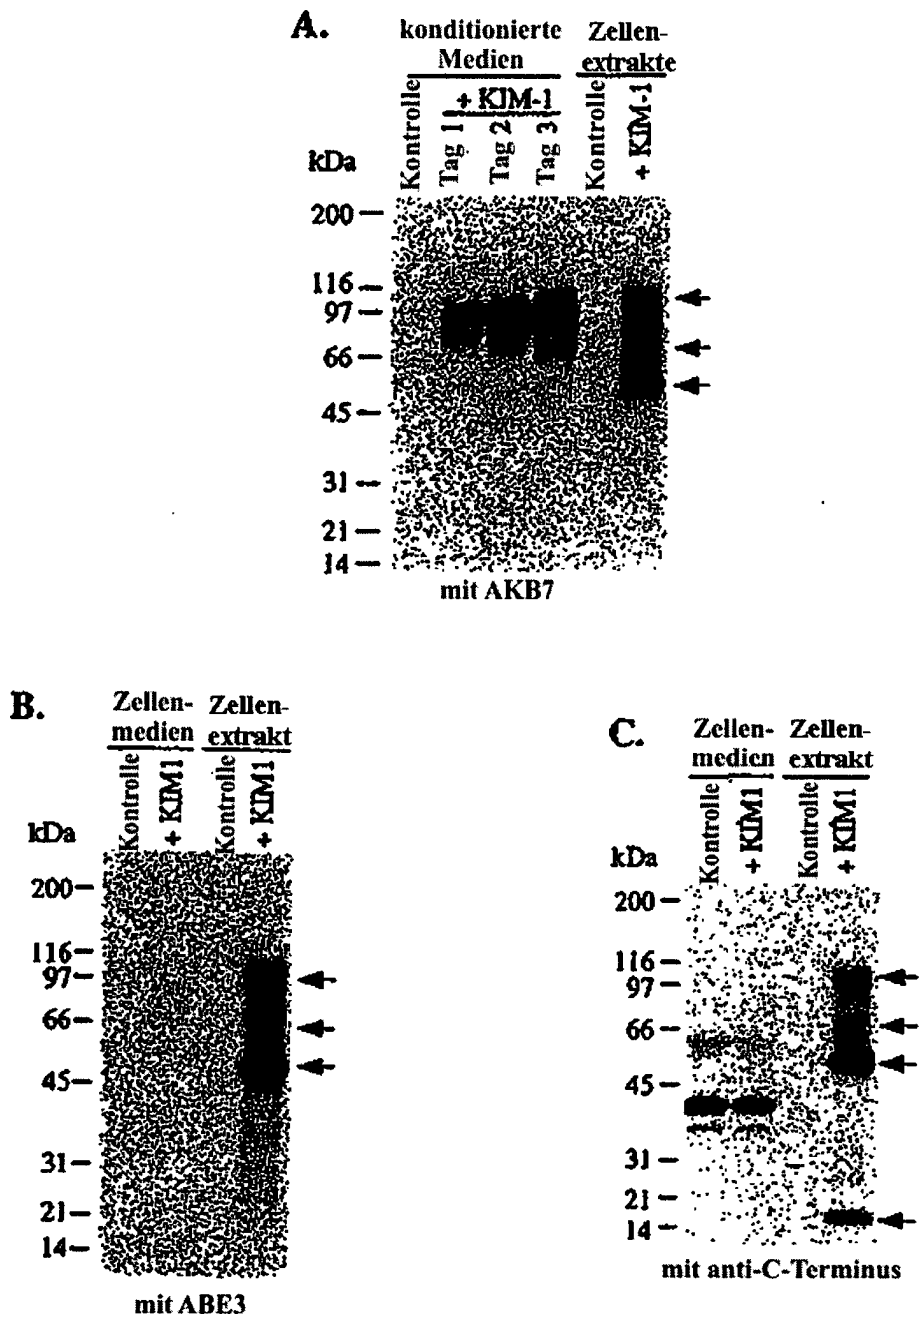 A.
konditionierte
Medien
Zellen-
extrakte
+ KIM-1
Kontrolle
Tag 1
Tag 2
Tag 3
Kontrolle
+ KIM-1
kDa
200
116
97
66
45
31
21
14
mit AKB7
B.
Zellen-
medien
Zellen-
extrakt
Kontrolle
+ KIM1
Kontrolle
+ KIM1
kDa
200
116
97
66
45
31
21
14
mit ABE3
C.
Zellen-
medien
Zellen-
extrakt
Kontrolle
+ KIM1
Kontrolle
+ KIM1
kDa
200
116
97
66
45
31
21
14
mit anti-C-Terminus